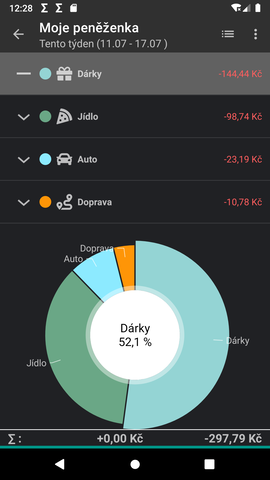 12:28 Σ Σ
Moje peněženka
Tento týden (11.07 - 17.07 )
Dárky -144,44 Kč
Jídlo -98,74 Kč
Auto -23,19 Kč
Doprava -10,78 Kč
Doprava
Auto
Dárky
52,1 %
Dárky
Jídlo
Σ : +0,00 Kč -297,79 Kč